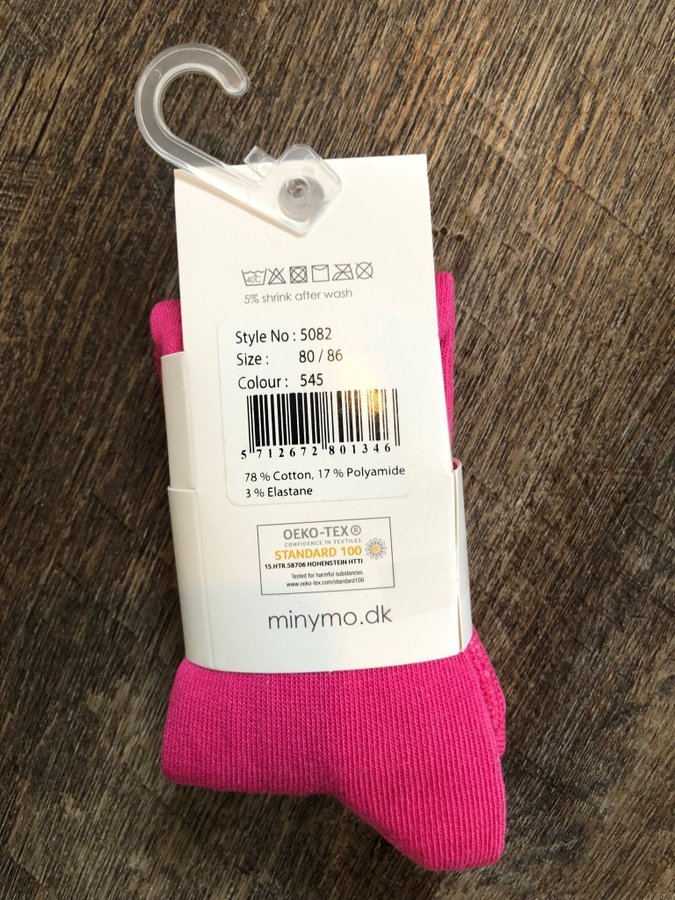 40C
5% shrink after wash
Style No : 5082
Size : 80 / 86
Colour : 545
5 712672 801346
78 % Cotton, 17 % Polyamide
3 % Elastane
OEKO-TEX®
CONFIDENCE IN TEXTILES
STANDARD 100
15.HTR.58706 HOHENSTEIN HTTI
Tested for harmful substances.
www.oeko-tex.com/standard100
minymo.dk